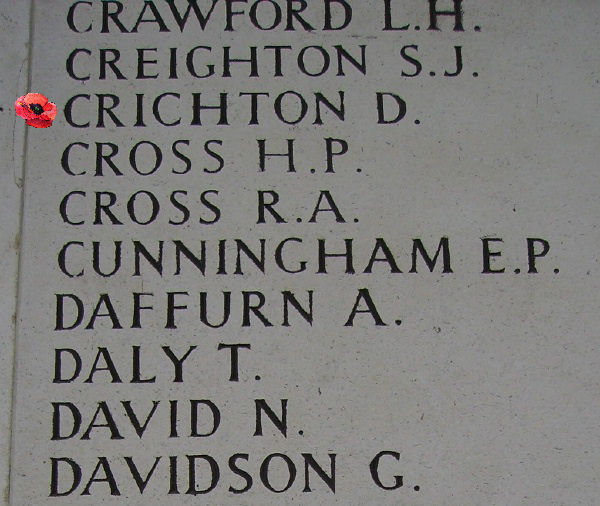 CRAWFORD L.H.
CREIGHTON S.J.
CRICHTON D.
CROSS H.P.
CROSS R.A.
CUNNINGHAM E.P.
DAFFURN A.
DALY T.
DAVID N.
DAVIDSON G.